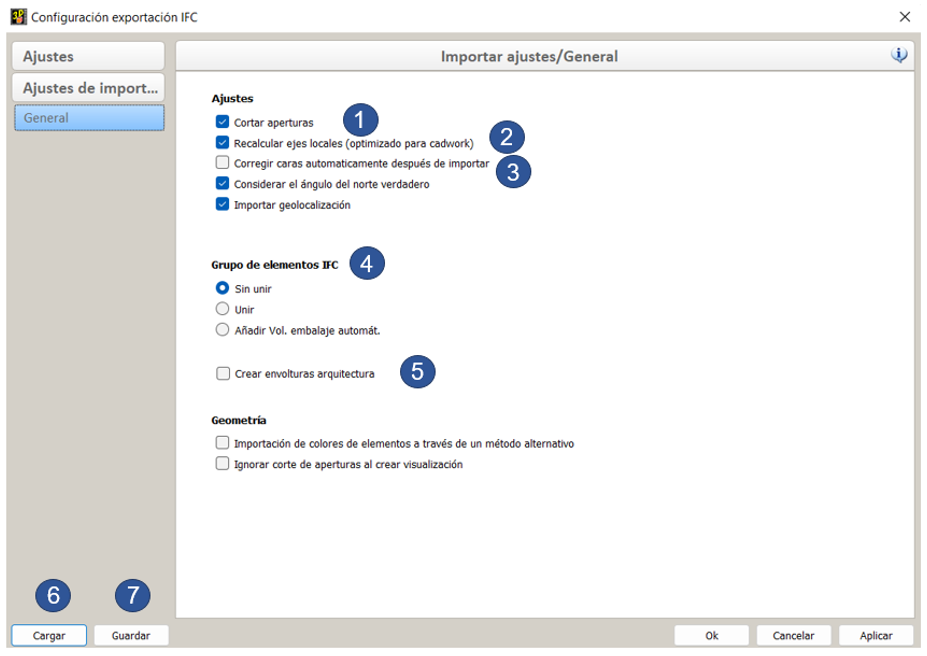 Configuración exportación IFC
Ajustes
Ajustes de import...
General
Importar ajustes/General
Ajustes
Cortar aperturas 1
Recalcular ejes locales (optimizado para cadwork) 2
Corregir caras automaticamente después de importar 3
Considerar el ángulo del norte verdadero
Importar geolocalización
Grupo de elementos IFC 4
Sin unir
Unir
Añadir Vol. embalaje automát.
Crear envolturas arquitectura 5
Geometría
Importación de colores de elementos a través de un método alternativo
Ignorar corte de aperturas al crear visualización
6 7
Cargar Guardar Ok Cancelar Aplicar